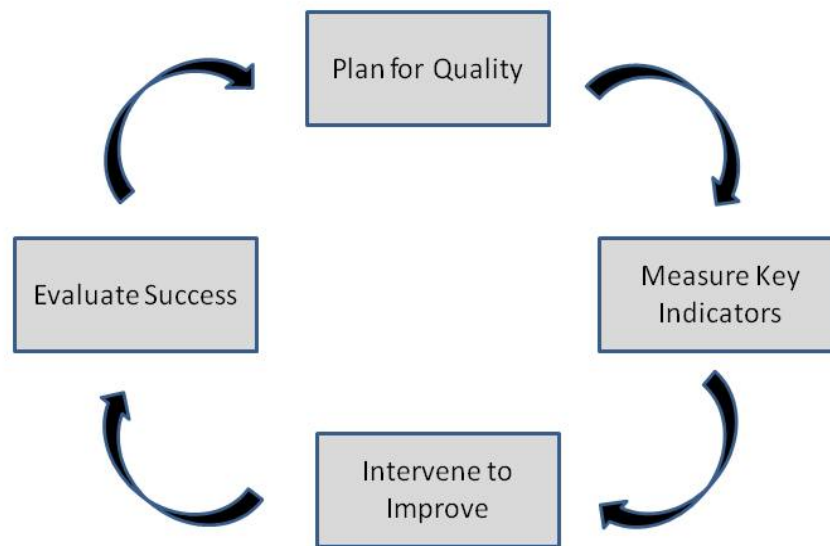 Plan for Quality
Measure Key
Indicators
Intervene to
Improve
Evaluate Success